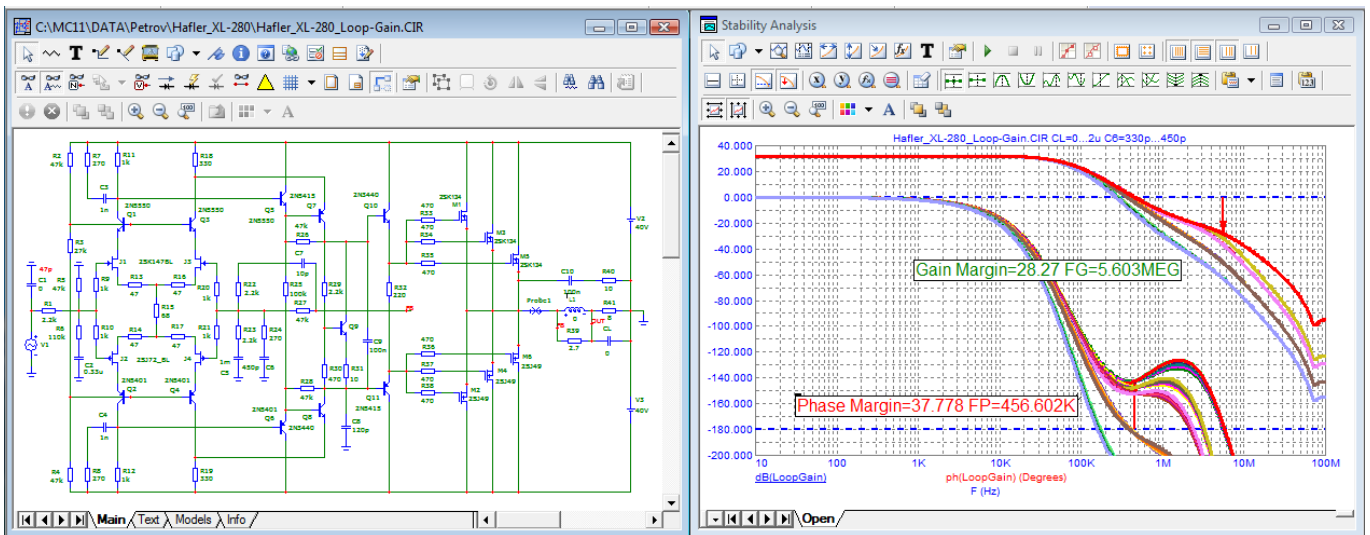 C:\MC11\DATA\Petrov\Hafler_XL-280\Hafler_XL-280_Loop-Gain.CIR
R2
47k
R7
270
R11
1k
R18
330
C3
1n
2N5550
Q1
2N5550
Q3
2N5415
Q5
Q7
2N5550
2N3440
Q10
2SK134
M1
470
R33
470
R34
R35
470
M3
2SK134
M5
2SK134
V2
40V
R3
27k
47p
C1
0
R5
47k
R9
1k
J1
2SK147BL
J3
R13
47
R16
47
R15
68
R20
1k
R22
2.2k
47k
R26
C7
10p
R25
100k
R27
47k
R29
2.2k
R32
220
C10
100n
R40
10
Probe1
L1
0
R41
8
OUT
CL
0
R39
2.7
R1
2.2k
R6
110k
V1
C2
0.33u
R10
1k
R14
47
R17
47
R21
1k
J2
2SJ72_BL
J4
1m
C5
R23
2.2k
R24
270
450p
C6
Q9
C9
100n
R30
470
R31
10
470
R36
R37
470
R38
470
M6
2SJ49
M4
2SJ49
M2
2SJ49
V3
40V
2N5401
Q2
2N5401
Q4
C4
1n
2N5401
Q6
R28
47k
Q8
2N3440
Q11
2N5415
C8
120p
R4
47k
R8
270
R12
1k
R19
330
Main
Text
Models
Info
Stability Analysis
Hafler_XL-280_Loop-Gain.CIR CL=0...2u C6=330p...450p
40.000
20.000
0.000
-20.000
-40.000
-60.000
-80.000
-100.000
-120.000
-140.000
-160.000
-180.000
-200.000
Gain Margin=28.27 FG=5.603MEG
Phase Margin=37.778 FP=456.602K
10
100
1K
10K
100K
1M
10M
100M
dB(LoopGain)
ph(LoopGain) (Degrees)
F (Hz)
Open